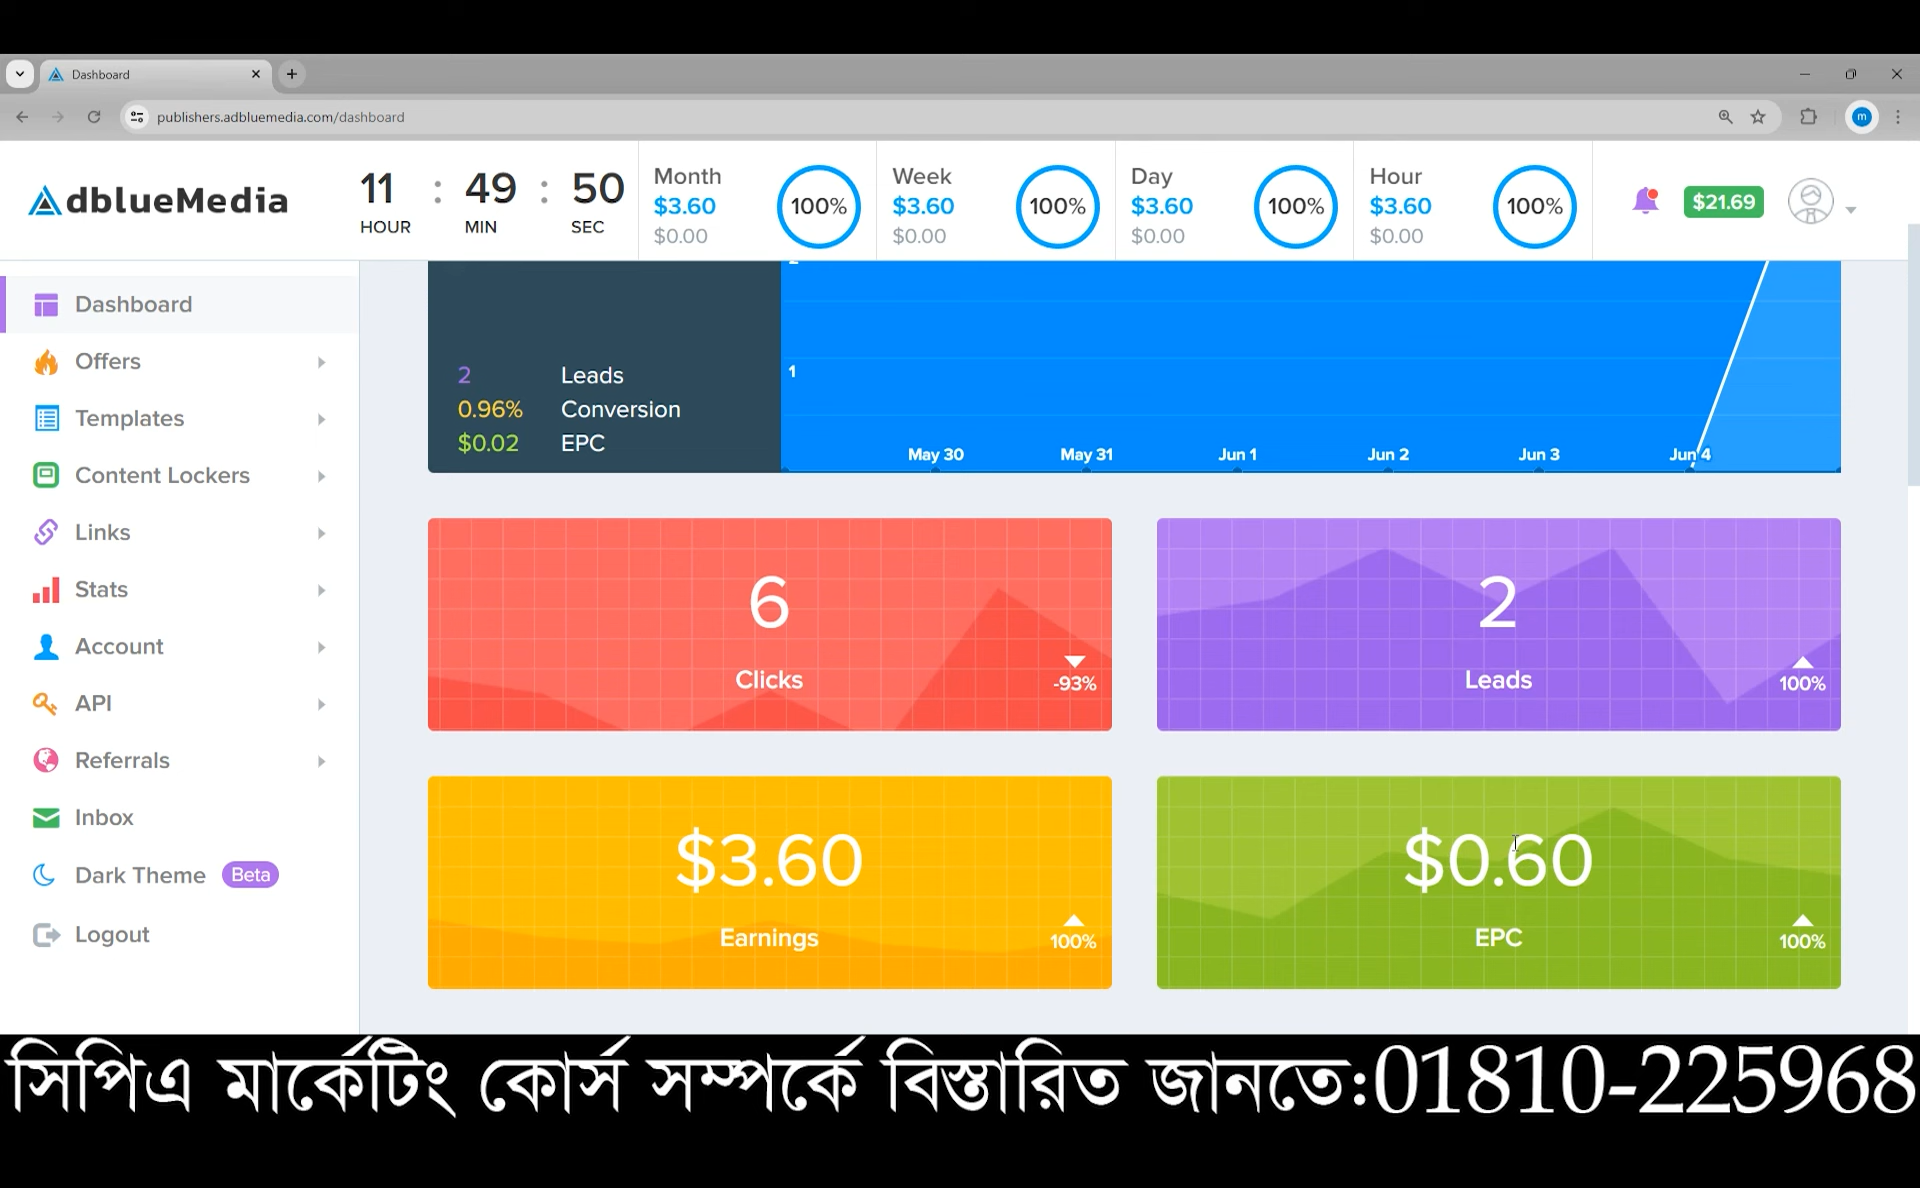 Dashboard
publishers.adbluemedia.com/dashboard
m
AdblueMedia
11 : 49 : 50
HOUR MIN SEC
Month
$3.60
$0.00
100%
Week
$3.60
$0.00
100%
Day
$3.60
$0.00
100%
Hour
$3.60
$0.00
100%
$21.69
Dashboard
Offers
Templates
Content Lockers
Links
Stats
Account
API
Referrals
Inbox
Dark Theme Beta
Logout
2 Leads
0.96% Conversion
$0.02 EPC
1
May 30 May 31 Jun 1 Jun 2 Jun 3 Jun 4
6
Clicks
-93%
2
Leads
100%
$3.60
Earnings
100%
$0.60
EPC
100%
সিপিএ মার্কেটিং কোর্স সম্পর্কে বিস্তারিত জানতেঃ01810-225968